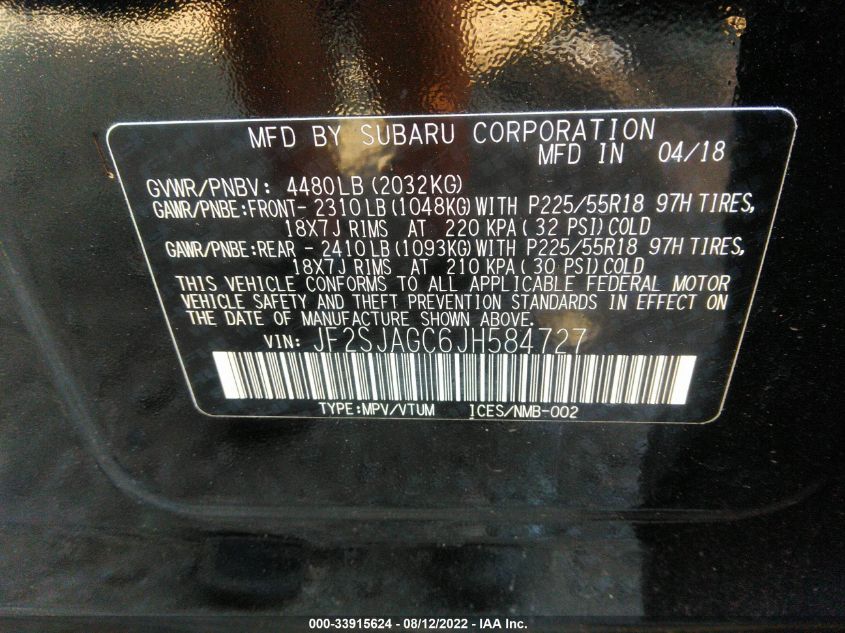 MFD BY SUBARU CORPORATION
MFD IN 04/18
GVWR/PNBV: 4480LB(2032KG)
GAWR/PNBE:FRONT- 2310LB(1048KG)WITH P225/55R18 97H TIRES,
18X7J RIMS AT 220 KPA( 32 PSI)COLD
GAWR/PNBE:REAR - 2410LB(1093KG)WITH P225/55R18 97H TIRES,
18X7J RIMS AT 210 KPA( 30 PSI)COLD
THIS VEHICLE CONFORMS TO ALL APPLICABLE FEDERAL MOTOR
VEHICLE SAFETY AND THEFT PREVENTION STANDARDS IN EFFECT ON
THE DATE OF MANUFACTURE SHOWN ABOVE.
VIN: JF2SJAGC6JH584727
TYPE:MPV/VTUM ICES/NMB-002
000-33915624 - 08/12/2022 - IAA Inc.